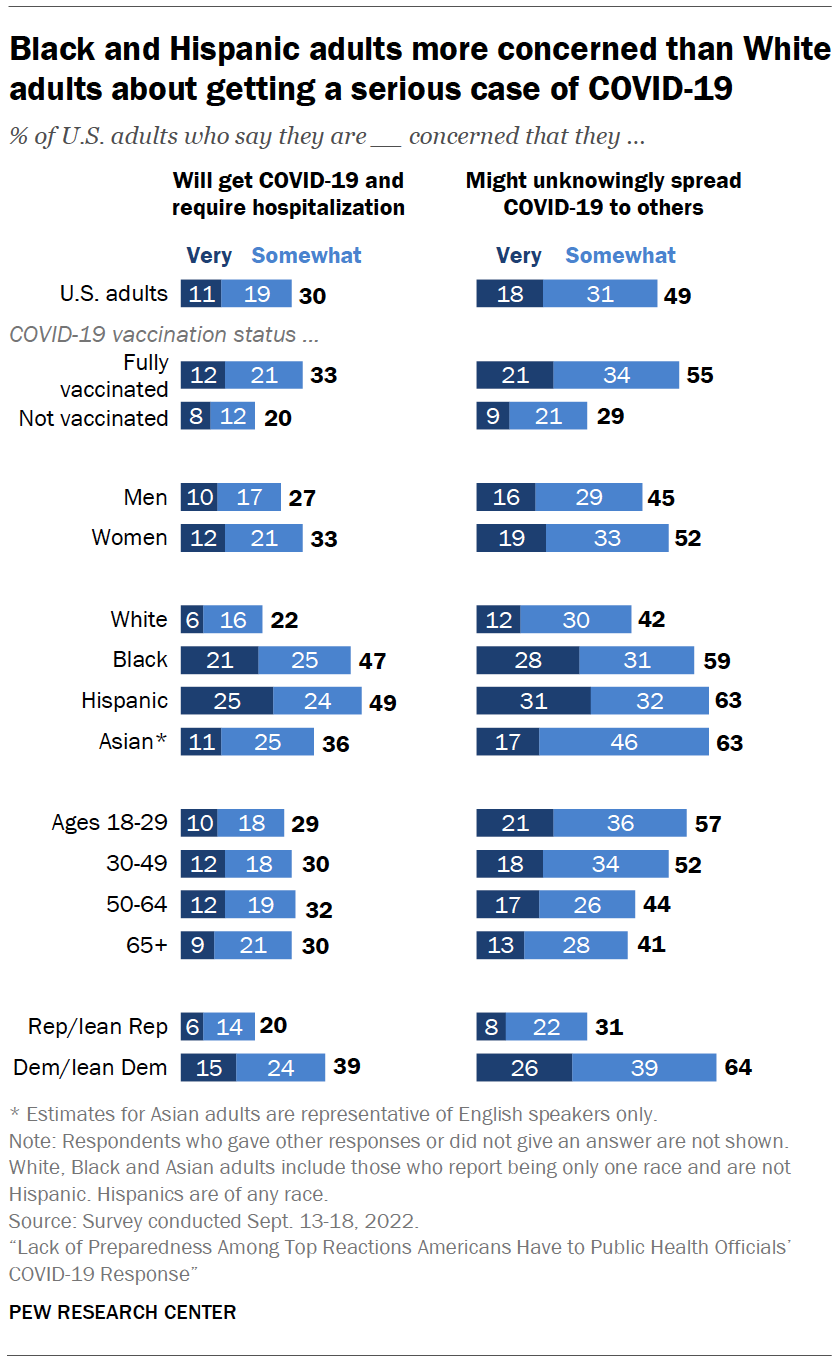 Black and Hispanic adults more concerned than White
adults about getting a serious case of COVID-19
% of U.S. adults who say they are __ concerned that they ...
Will get COVID-19 and
require hospitalization
Might unknowingly spread
COVID-19 to others
Very Somewhat Very Somewhat
U.S. adults 11 19 30 18 31 49
COVID-19 vaccination status ...
Fully
vaccinated 12 21 33 21 34 55
Not vaccinated 8 12 20 9 21 29
Men 10 17 27 16 29 45
Women 12 21 33 19 33 52
White 6 16 22 12 30 42
Black 21 25 47 28 31 59
Hispanic 25 24 49 31 32 63
Asian* 11 25 36 17 46 63
Ages 18-29 10 18 29 21 36 57
30-49 12 18 30 18 34 52
50-64 12 19 32 17 26 44
65+ 9 21 30 13 28 41
Rep/lean Rep 6 14 20 8 22 31
Dem/lean Dem 15 24 39 26 39 64
* Estimates for Asian adults are representative of English speakers only.
Note: Respondents who gave other responses or did not give an answer are not shown.
White, Black and Asian adults include those who report being only one race and are not
Hispanic. Hispanics are of any race.
Source: Survey conducted Sept. 13-18, 2022.
“Lack of Preparedness Among Top Reactions Americans Have to Public Health Officials’
COVID-19 Response”
PEW RESEARCH CENTER